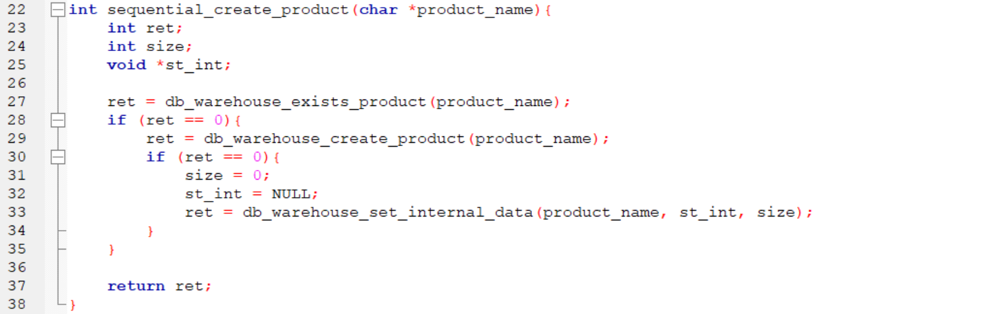 22 int sequential_create_product(char *product_name){
23     int ret;
24     int size;
25     void *st_int;
26
27     ret = db_warehouse_exists_product(product_name);
28     if (ret == 0){
29         ret = db_warehouse_create_product(product_name);
30         if (ret == 0){
31             size = 0;
32             st_int = NULL;
33             ret = db_warehouse_set_internal_data(product_name, st_int, size);
34         }
35     }
36
37     return ret;
38 }